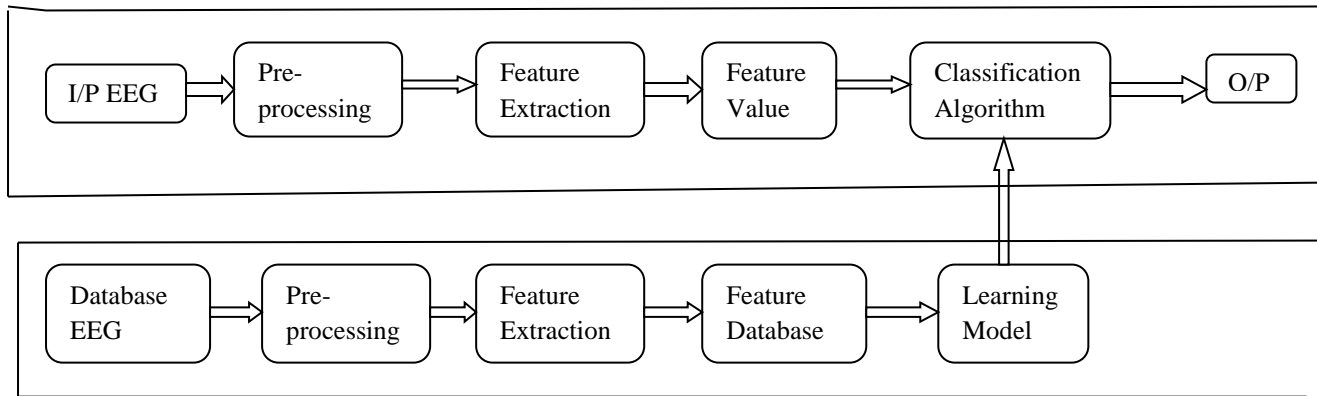 I/P EEG
Pre-
processing
Feature
Extraction
Feature
Value
Classification
Algorithm
O/P
Database
EEG
Pre-
processing
Feature
Extraction
Feature
Database
Learning
Model